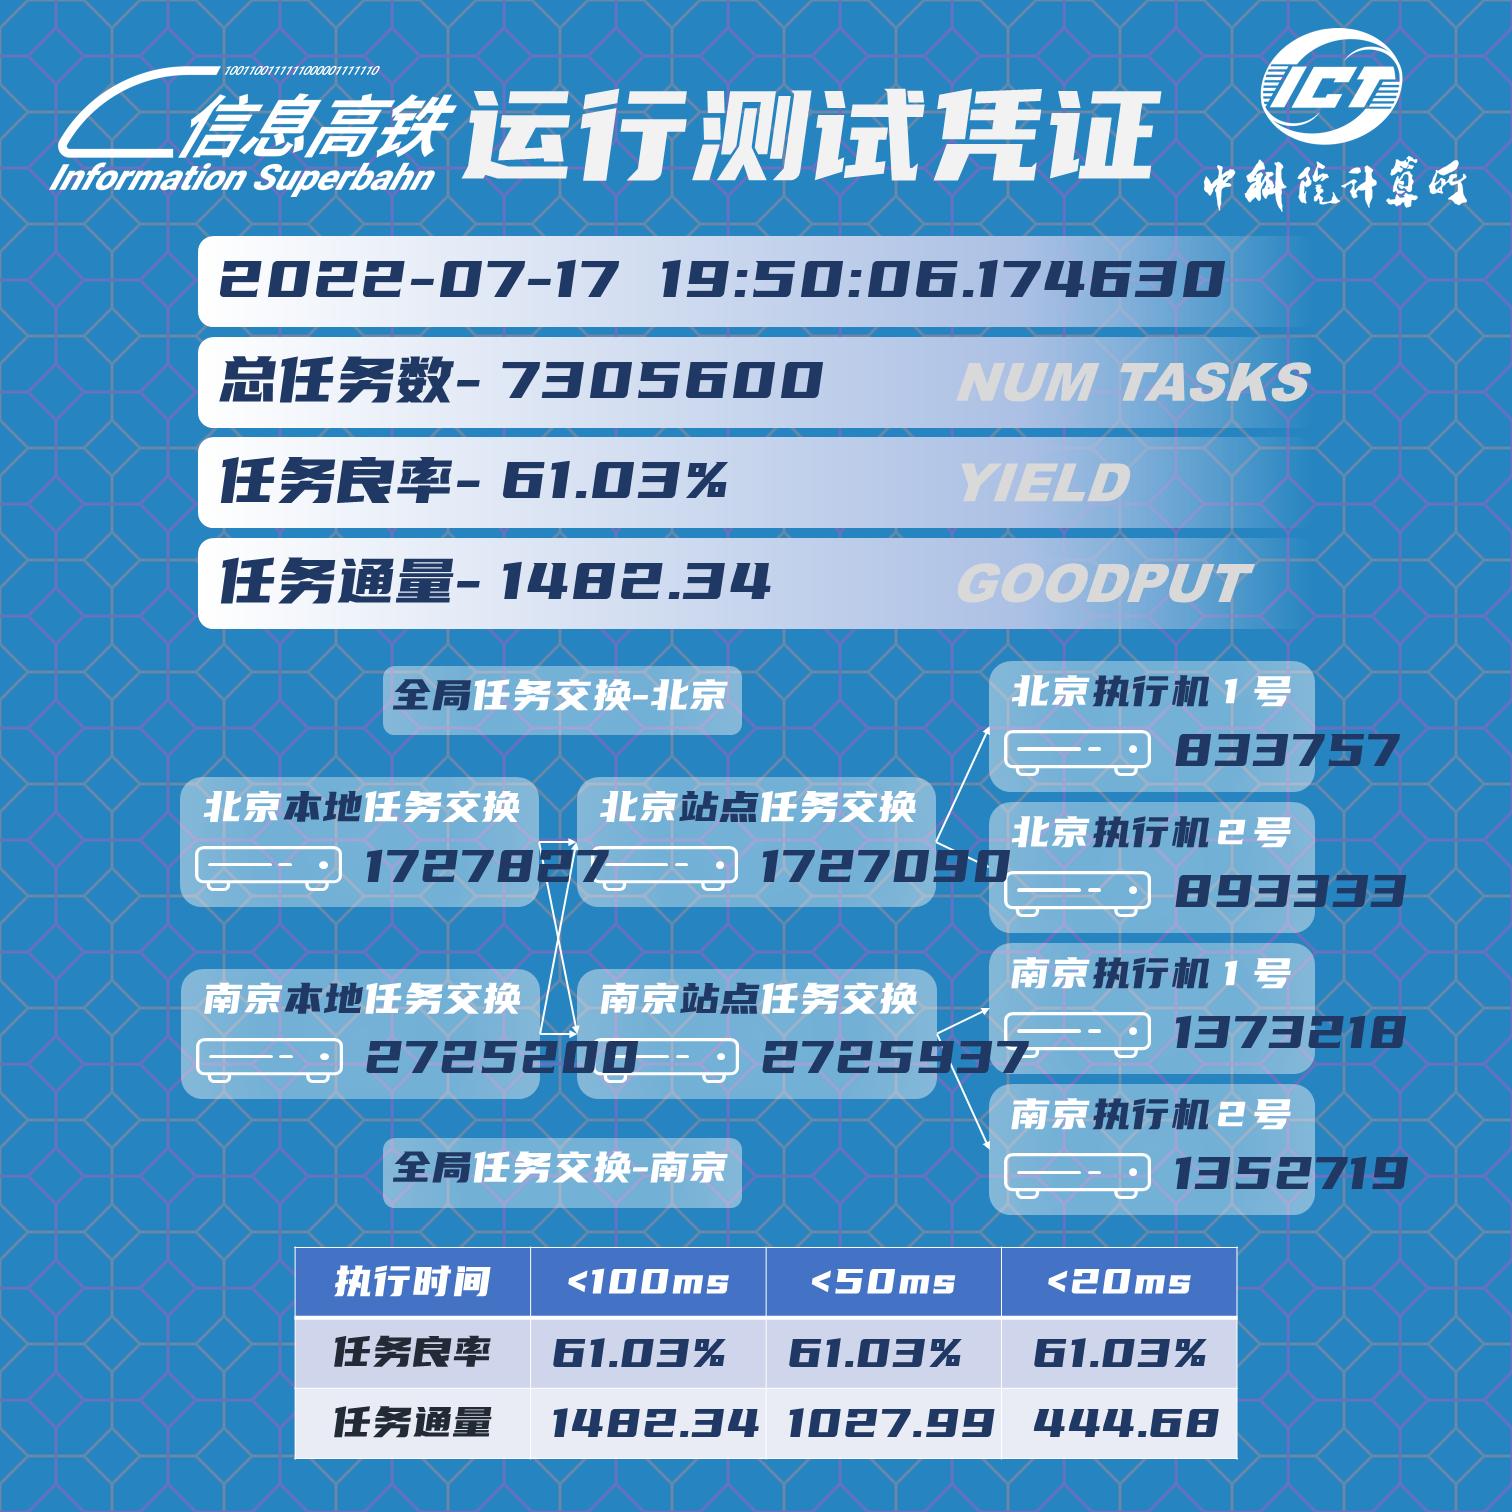 1001100111111000001111110
信息高铁
Information Superbahn
运行测试凭证
ICT
中科院计算所
2022-07-17 19:50:06.174630
总任务数- 7305600 NUM TASKS
任务良率- 61.03% YIELD
任务通量- 1482.34 GOODPUT
全局任务交换-北京
北京执行机 1 号
833757
北京本地任务交换
1727827
北京站点任务交换
1727090
北京执行机 2 号
893333
南京本地任务交换
2725200
南京站点任务交换
2725937
南京执行机 1 号
1373218
南京执行机 2 号
1352719
全局任务交换-南京
执行时间 <100ms <50ms <20ms
任务良率 61.03% 61.03% 61.03%
任务通量 1482.34 1027.99 444.68